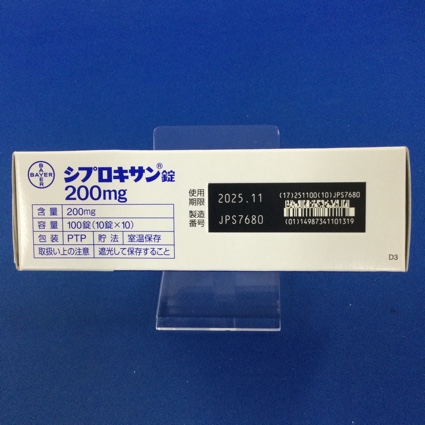 BAYER
BAYER
シプロキサン®錠
200mg
含量 200mg
容量 100錠(10錠×10)
包装 PTP 貯法 室温保存
取扱い上の注意 遮光して保存すること
使用期限 2025.11
製造番号 JPS7680
(17)251100(10)JPS7680
(01)14987341101319
D3